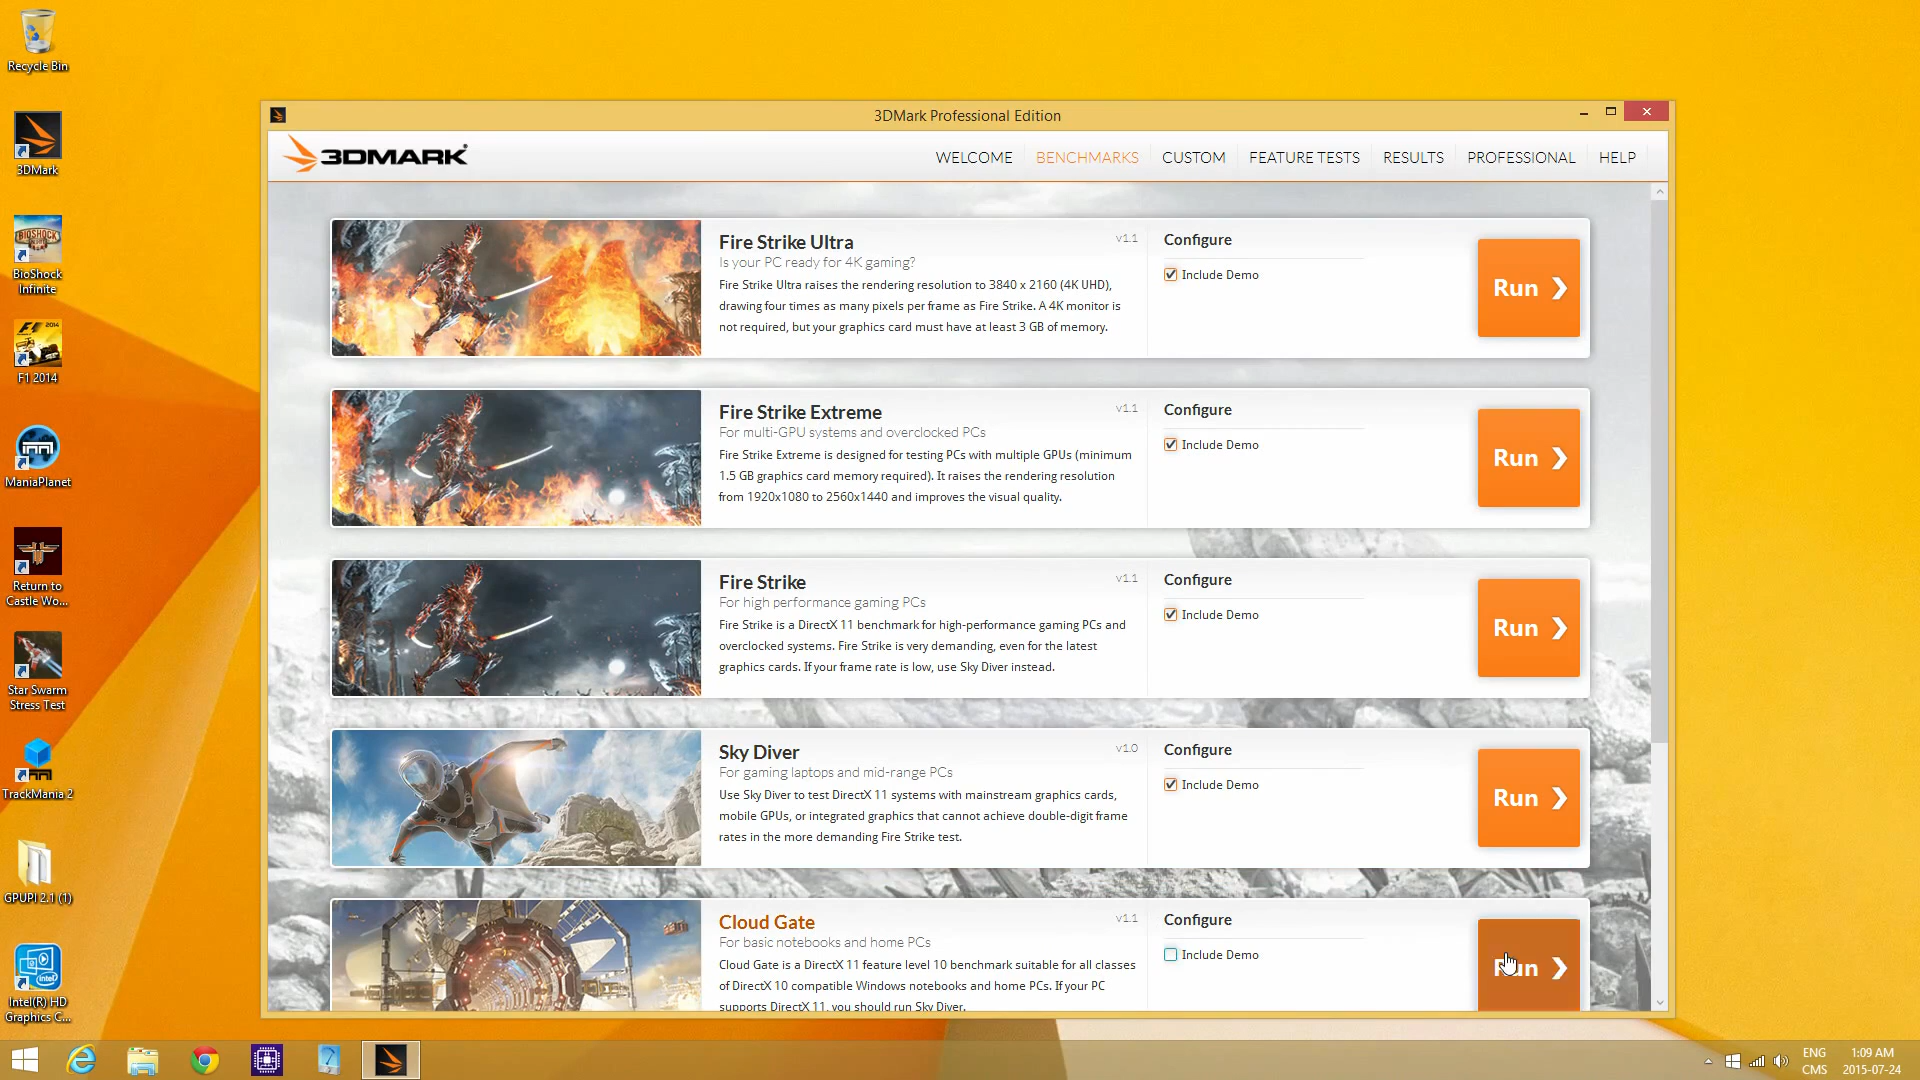 Recycle Bin
3DMark
BIOSHOCK
INFINITE
BioShock
Infinite
F1 2014
F1 2014
ManiaPlanet
Return to
Castle Wo...
Star Swarm
Stress Test
TrackMania 2
GPUPI 2.1 (1)
intel
Intel(R) HD
Graphics C...
3DMark Professional Edition
3DMARK®
WELCOME
BENCHMARKS
CUSTOM
FEATURE TESTS
RESULTS
PROFESSIONAL
HELP
Fire Strike Ultra
v1.1
Is your PC ready for 4K gaming?
Fire Strike Ultra raises the rendering resolution to 3840 x 2160 (4K UHD),
drawing four times as many pixels per frame as Fire Strike. A 4K monitor is
not required, but your graphics card must have at least 3 GB of memory.
Configure
Include Demo
Run
Fire Strike Extreme
v1.1
For multi-GPU systems and overclocked PCs
Fire Strike Extreme is designed for testing PCs with multiple GPUs (minimum
1.5 GB graphics card memory required). It raises the rendering resolution
from 1920x1080 to 2560x1440 and improves the visual quality.
Configure
Include Demo
Run
Fire Strike
v1.1
For high performance gaming PCs
Fire Strike is a DirectX 11 benchmark for high-performance gaming PCs and
overclocked systems. Fire Strike is very demanding, even for the latest
graphics cards. If your frame rate is low, use Sky Diver instead.
Configure
Include Demo
Run
Sky Diver
v1.0
For gaming laptops and mid-range PCs
Use Sky Diver to test DirectX 11 systems with mainstream graphics cards,
mobile GPUs, or integrated graphics that cannot achieve double-digit frame
rates in the more demanding Fire Strike test.
Configure
Include Demo
Run
Cloud Gate
v1.1
For basic notebooks and home PCs
Cloud Gate is a DirectX 11 feature level 10 benchmark suitable for all classes
of DirectX 10 compatible Windows notebooks and home PCs. If your PC
supports DirectX 11, you should run Sky Diver.
Configure
Include Demo
Run
ENG
CMS
1:09 AM
2015-07-24